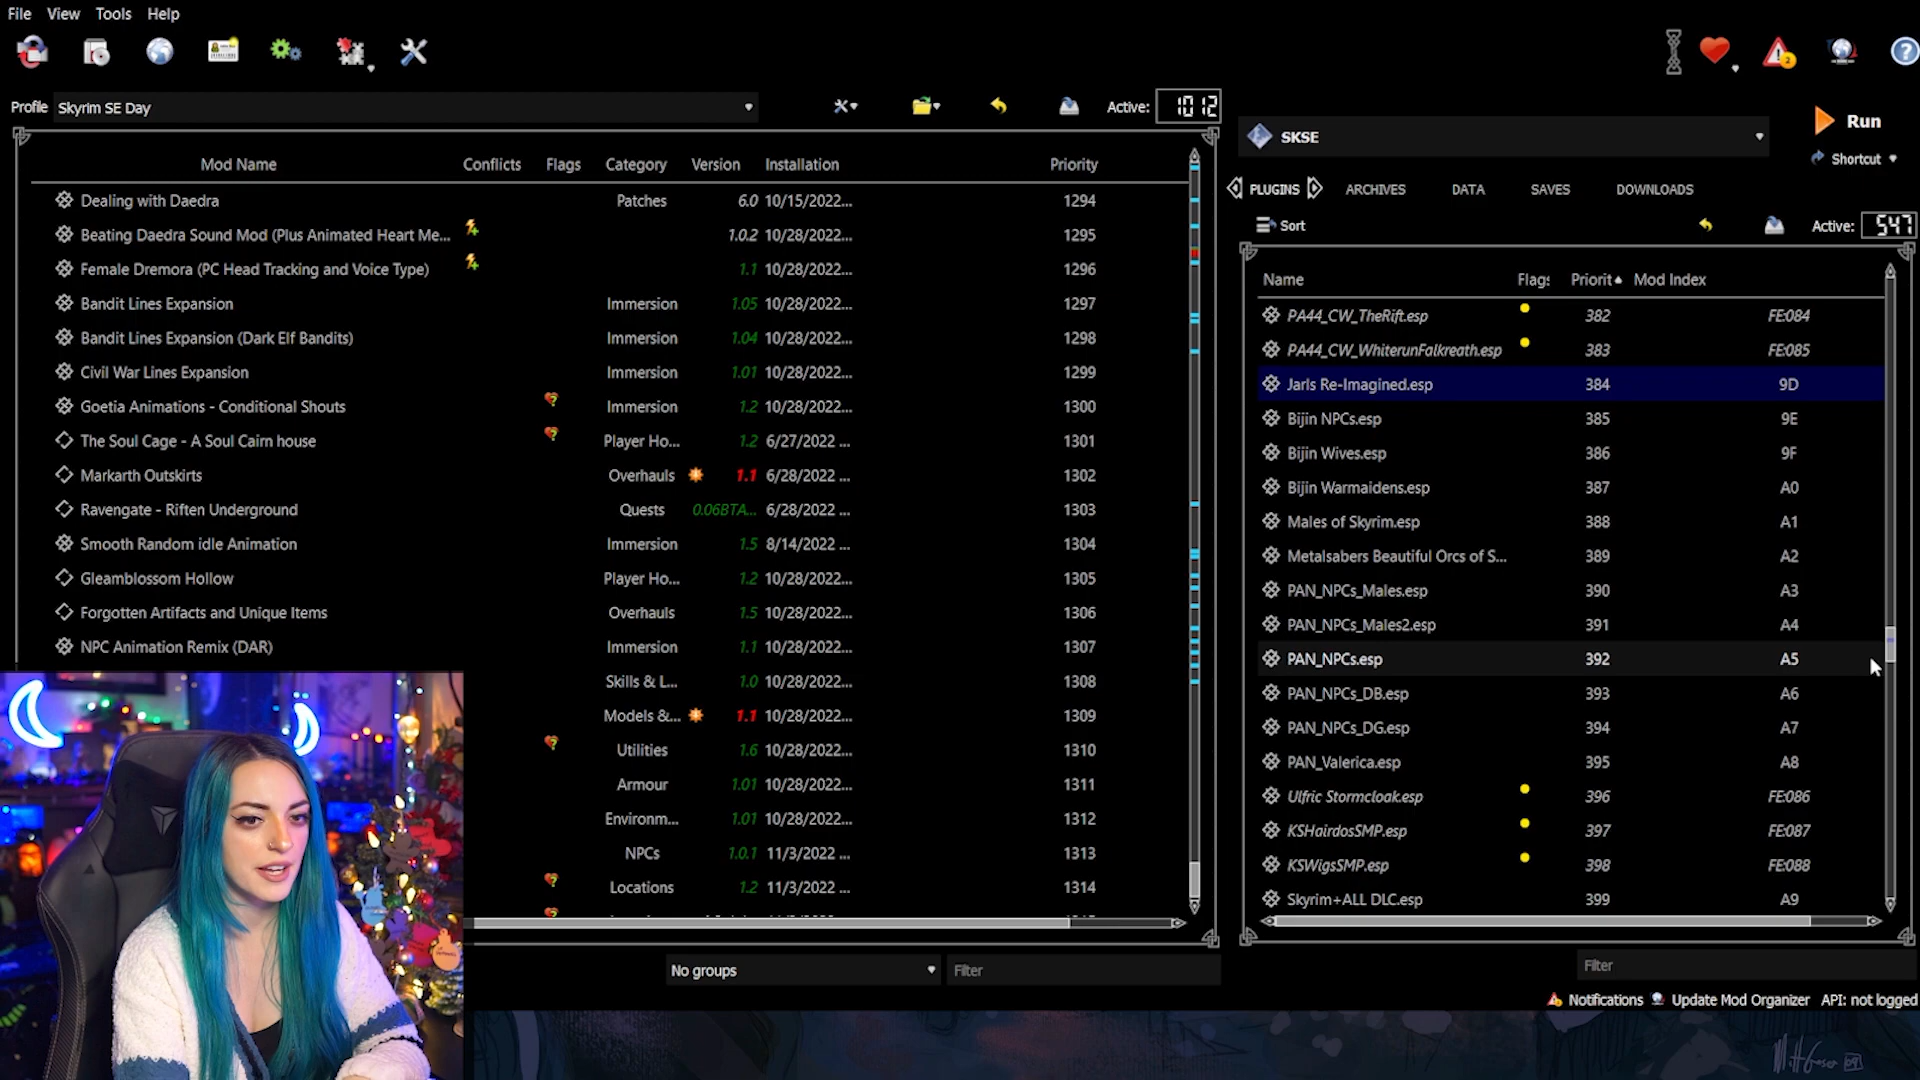 File View Tools Help
Profile Skyrim SE Day Active: 1012
Mod Name Conflicts Flags Category Version Installation Priority
Dealing with Daedra Patches 6.0 10/15/2022... 1294
Beating Daedra Sound Mod (Plus Animated Heart Me... 1.0.2 10/28/2022... 1295
Female Dremora (PC Head Tracking and Voice Type) 1.1 10/28/2022... 1296
Bandit Lines Expansion Immersion 1.05 10/28/2022... 1297
Bandit Lines Expansion (Dark Elf Bandits) Immersion 1.04 10/28/2022... 1298
Civil War Lines Expansion Immersion 1.01 10/28/2022... 1299
Goetia Animations - Conditional Shouts Immersion 1.2 10/28/2022... 1300
The Soul Cage - A Soul Cairn house Player Ho... 1.2 6/27/2022 ... 1301
Markarth Outskirts Overhauls 1.1 6/28/2022 ... 1302
Ravengate - Riften Underground Quests 0.06BTA... 6/28/2022 ... 1303
Smooth Random idle Animation Immersion 1.5 8/14/2022 ... 1304
Gleamblossom Hollow Player Ho... 1.2 10/28/2022... 1305
Forgotten Artifacts and Unique Items Overhauls 1.5 10/28/2022... 1306
NPC Animation Remix (DAR) Immersion 1.1 10/28/2022... 1307
Skills & L... 1.0 10/28/2022... 1308
Models &... 1.1 10/28/2022... 1309
Utilities 1.6 10/28/2022... 1310
Armour 1.01 10/28/2022... 1311
Environm... 1.01 10/28/2022... 1312
NPCs 1.0.1 11/3/2022 ... 1313
Locations 1.2 11/3/2022 ... 1314
No groups Filter
SKSE Run
Shortcut
PLUGINS ARCHIVES DATA SAVES DOWNLOADS
Sort Active: 547
Name Flags Priorit Mod Index
PA44_CW_TheRift.esp 382 FE:084
PA44_CW_WhiterunFalkreath.esp 383 FE:085
Jarls Re-Imagined.esp 384 9D
Bijin NPCs.esp 385 9E
Bijin Wives.esp 386 9F
Bijin Warmaidens.esp 387 A0
Males of Skyrim.esp 388 A1
Metalsabers Beautiful Orcs of S... 389 A2
PAN_NPCs_Males.esp 390 A3
PAN_NPCs_Males2.esp 391 A4
PAN_NPCs.esp 392 A5
PAN_NPCs_DB.esp 393 A6
PAN_NPCs_DG.esp 394 A7
PAN_Valerica.esp 395 A8
Ulfric Stormcloak.esp 396 FE:086
KSHairdosSMP.esp 397 FE:087
KSWigsSMP.esp 398 FE:088
Skyrim+ALL DLC.esp 399 A9
Filter
Notifications Update Mod Organizer API: not logged